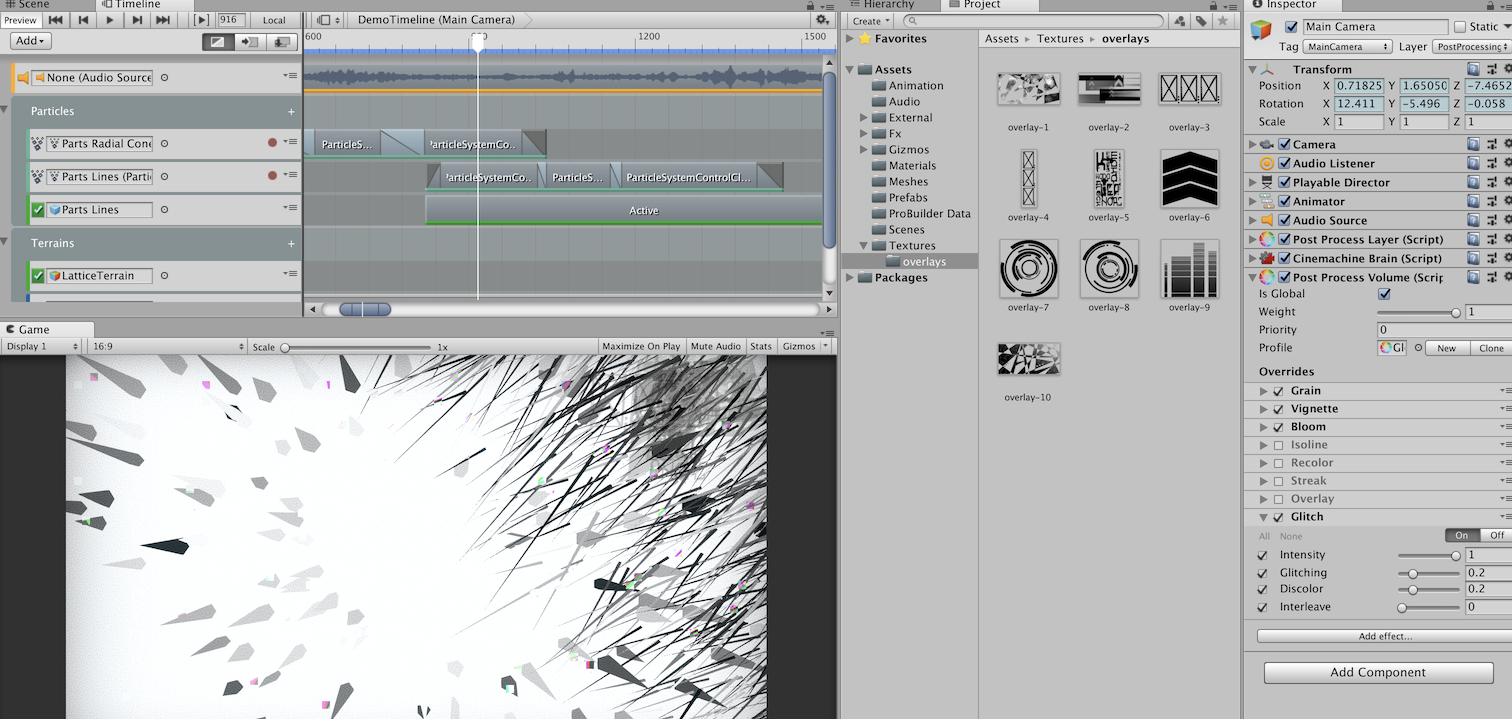 Scene
Timeline
Preview
916
Local
DemoTimeline (Main Camera)
Add
600
1200
1500
None (Audio Source
Particles
Parts Radial Cone
ParticleS...
articleSystemCo..
Parts Lines (Partic
articleSystemCo..
ParticleS...
ParticleSystemControlCl...
Parts Lines
Active
Terrains
LatticeTerrain
Game
Display 1
16:9
Scale
1x
Maximize On Play
Mute Audio
Stats
Gizmos
Hierarchy
Project
Create
Favorites
Assets
Animation
Audio
External
Fx
Gizmos
Materials
Meshes
Prefabs
ProBuilder Data
Scenes
Textures
overlays
Packages
Assets
Textures
overlays
overlay-1
overlay-2
overlay-3
overlay-4
overlay-5
overlay-6
overlay-7
overlay-8
overlay-9
overlay-10
Inspector
Main Camera
Static
Tag
MainCamera
Layer
PostProcessing
Transform
Position X 0.71825 Y 1.65050 Z -7.4652
Rotation X 12.411 Y -5.496 Z -0.058
Scale X 1 Y 1 Z 1
Camera
Audio Listener
Playable Director
Animator
Audio Source
Post Process Layer (Script)
Cinemachine Brain (Script)
Post Process Volume (Scrip
Is Global
Weight 1
Priority 0
Profile
Gl
New
Clone
Overrides
Grain
Vignette
Bloom
Isoline
Recolor
Streak
Overlay
Glitch
All None
On Off
Intensity 1
Glitching 0.2
Discolor 0.2
Interleave 0
Add effect...
Add Component